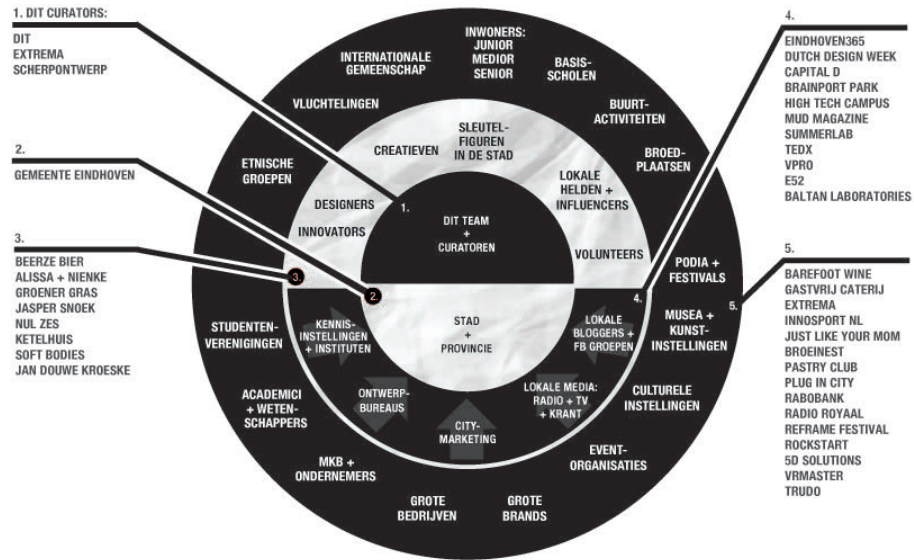 1. DIT CURATORS:
DIT
EXTREMA
SCHERPONTWERP
2.
GEMEENTE EINDHOVEN
3.
BEERZE BIER
ALISSA + NIENKE
GROENER GRAS
JASPER SNOEK
NUL ZES
KETELHUIS
SOFT BODIES
JAN DOUWE KROESKE
INWONERS:
JUNIOR
MEDIOR
SENIOR
INTERNATIONALE
GEMEENSCHAP
BASIS-
SCHOLEN
VLUCHTELINGEN
BUURT-
ACTIVITEITEN
ETNISCHE
GROEPEN
BROED-
PLAATSEN
CREATIEVEN
SLEUTEL-
FIGUREN
IN DE STAD
LOKALE
HELDEN +
INFLUENCERS
DESIGNERS
INNOVATORS
VOLUNTEERS
1.
DIT TEAM
+
CURATOREN
PODIA +
FESTIVALS
3.
2.
4.
5.
STAD
+
PROVINCIE
STUDENTEN-
VERENIGINGEN
KENNIS-
INSTELLINGEN
+ INSTITUTEN
LOKALE
BLOGGERS +
FB GROEPEN
MUSEA +
KUNST-
INSTELLINGEN
ACADEMICI
+ WETEN-
SCHAPPERS
ONTWERP-
BUREAUS
CITY-
MARKETING
LOKALE MEDIA:
RADIO + TV
+ KRANT
CULTURELE
INSTELLINGEN
MKB +
ONDERNEMERS
EVENT-
ORGANISATIES
GROTE
BEDRIJVEN
GROTE
BRANDS
4.
EINDHOVEN365
DUTCH DESIGN WEEK
CAPITAL D
BRAINPORT PARK
HIGH TECH CAMPUS
MUD MAGAZINE
SUMMERLAB
TEDX
VPRO
E52
BALTAN LABORATORIES
5.
BAREFOOT WINE
GASTVRIJ CATERIJ
EXTREMA
INNOSPORT NL
JUST LIKE YOUR MOM
BROEINEST
PASTRY CLUB
PLUG IN CITY
RABOBANK
RADIO ROYAAL
REFRAME FESTIVAL
ROCKSTART
5D SOLUTIONS
VRMASTER
TRUDO